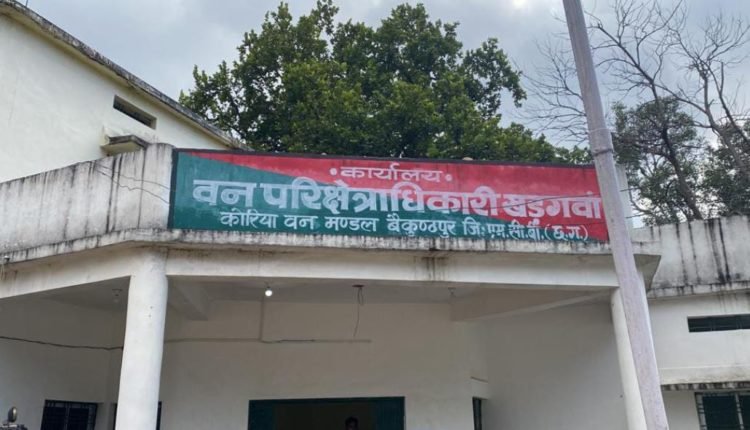 कार्यालय
वन परिक्षेत्राधिकारी खड़गवां
कोरिया वन मण्डल बैकुण्ठपुर जि. एम.सी.बी. (छ.ग.)